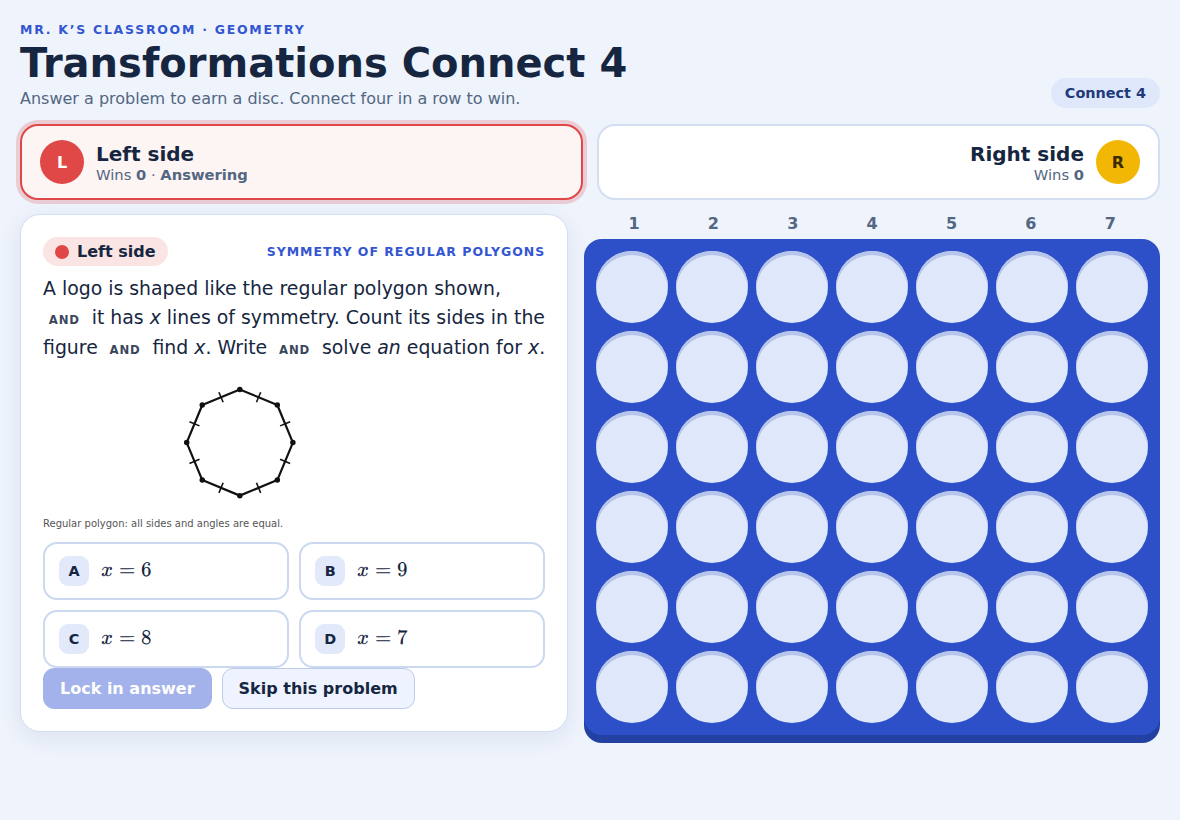 MR. K'S CLASSROOM · GEOMETRY
Transformations Connect 4
Answer a problem to earn a disc. Connect four in a row to win.
Connect 4
L
Left side
Wins 0 · Answering
Right side
Wins 0
R
Left side
SYMMETRY OF REGULAR POLYGONS
A logo is shaped like the regular polygon shown,
AND it has x lines of symmetry. Count its sides in the
figure AND find x. Write AND solve an equation for x.
Regular polygon: all sides and angles are equal.
A x = 6
B x = 9
C x = 8
D x = 7
Lock in answer
Skip this problem
1 2 3 4 5 6 7